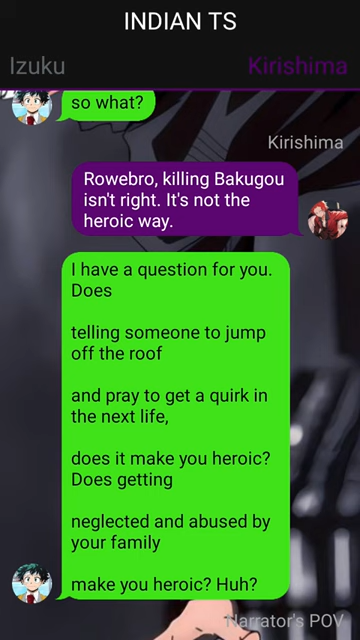 INDIAN TS
Izuku
Kirishima
so what?
Kirishima
Rowebro, killing Bakugou
isn't right. It's not the
heroic way.
I have a question for you.
Does
telling someone to jump
off the roof
and pray to get a quirk in
the next life,
does it make you heroic?
Does getting
neglected and abused by
your family
make you heroic? Huh?
Narrator's POV